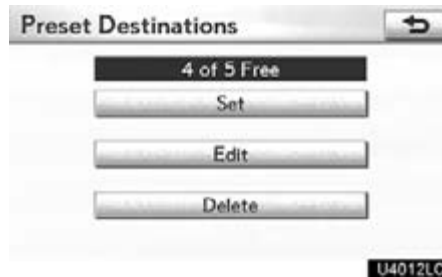 Preset Destinations
4 of 5 Free
Set
Edit
Delete
U4012LC